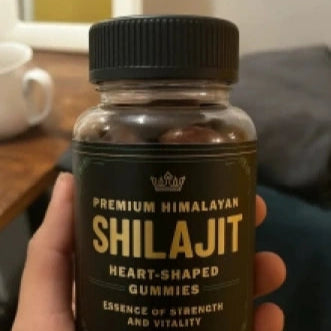 PREMIUM HIMALAYAN
SHILAJIT
HEART-SHAPED
GUMMIES
ESSENCE OF STRENGTH
AND VITALITY